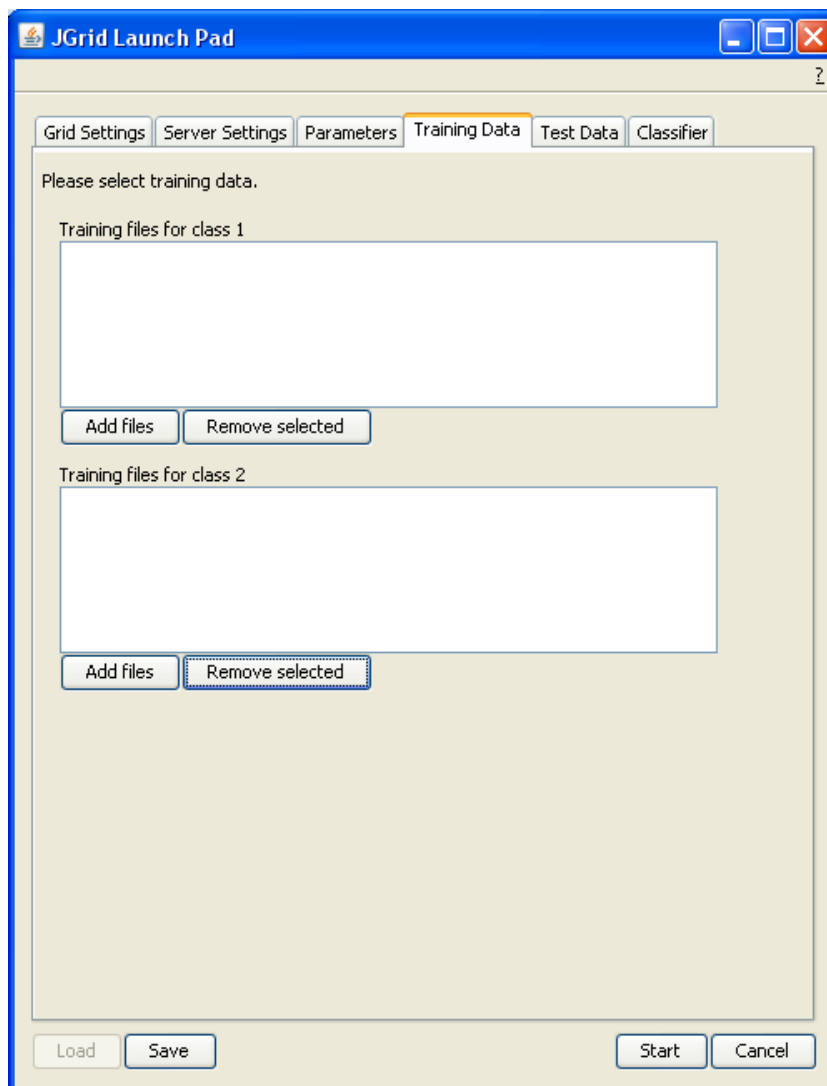 JGrid Launch Pad
?
Grid Settings Server Settings Parameters Training Data Test Data Classifier
Please select training data.
Training files for class 1
Add files Remove selected
Training files for class 2
Add files Remove selected
Load Save Start Cancel